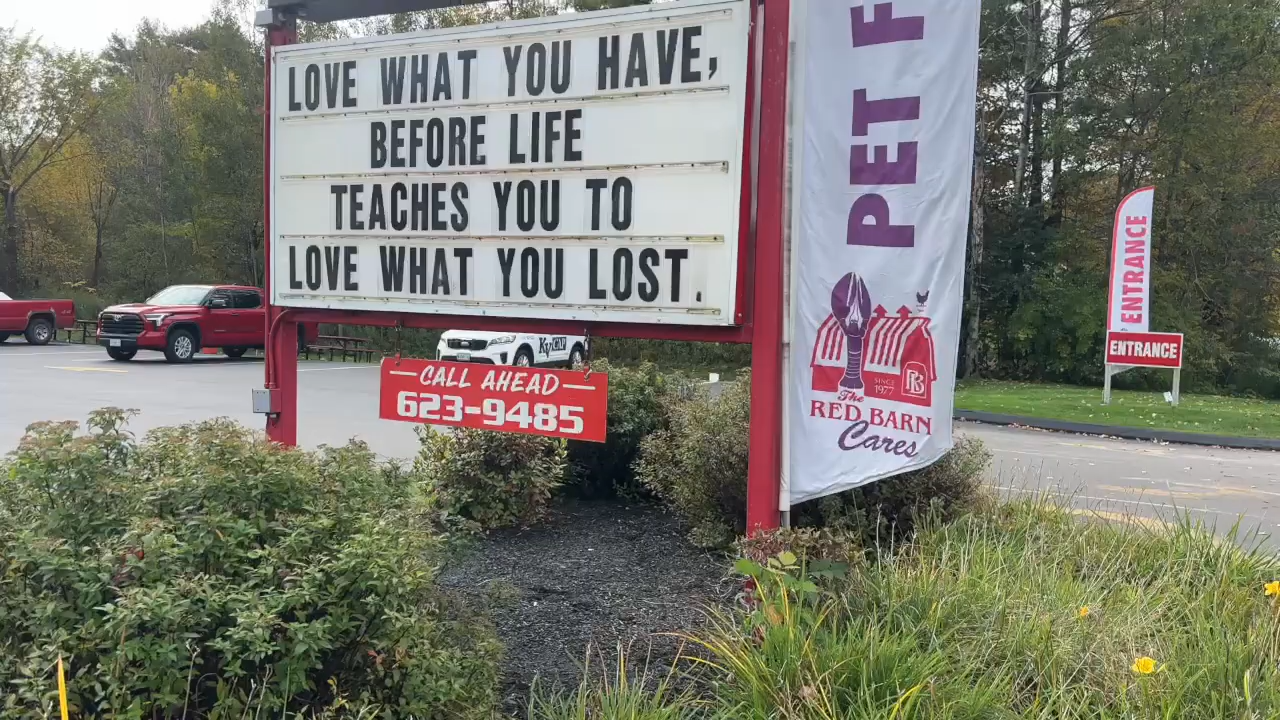 LOVE WHAT YOU HAVE,
BEFORE LIFE
TEACHES YOU TO
LOVE WHAT YOU LOST.
CALL AHEAD
623-9485
PET F
SINCE
1977
RB
The
RED BARN
Cares
ENTRANCE
ENTRANCE